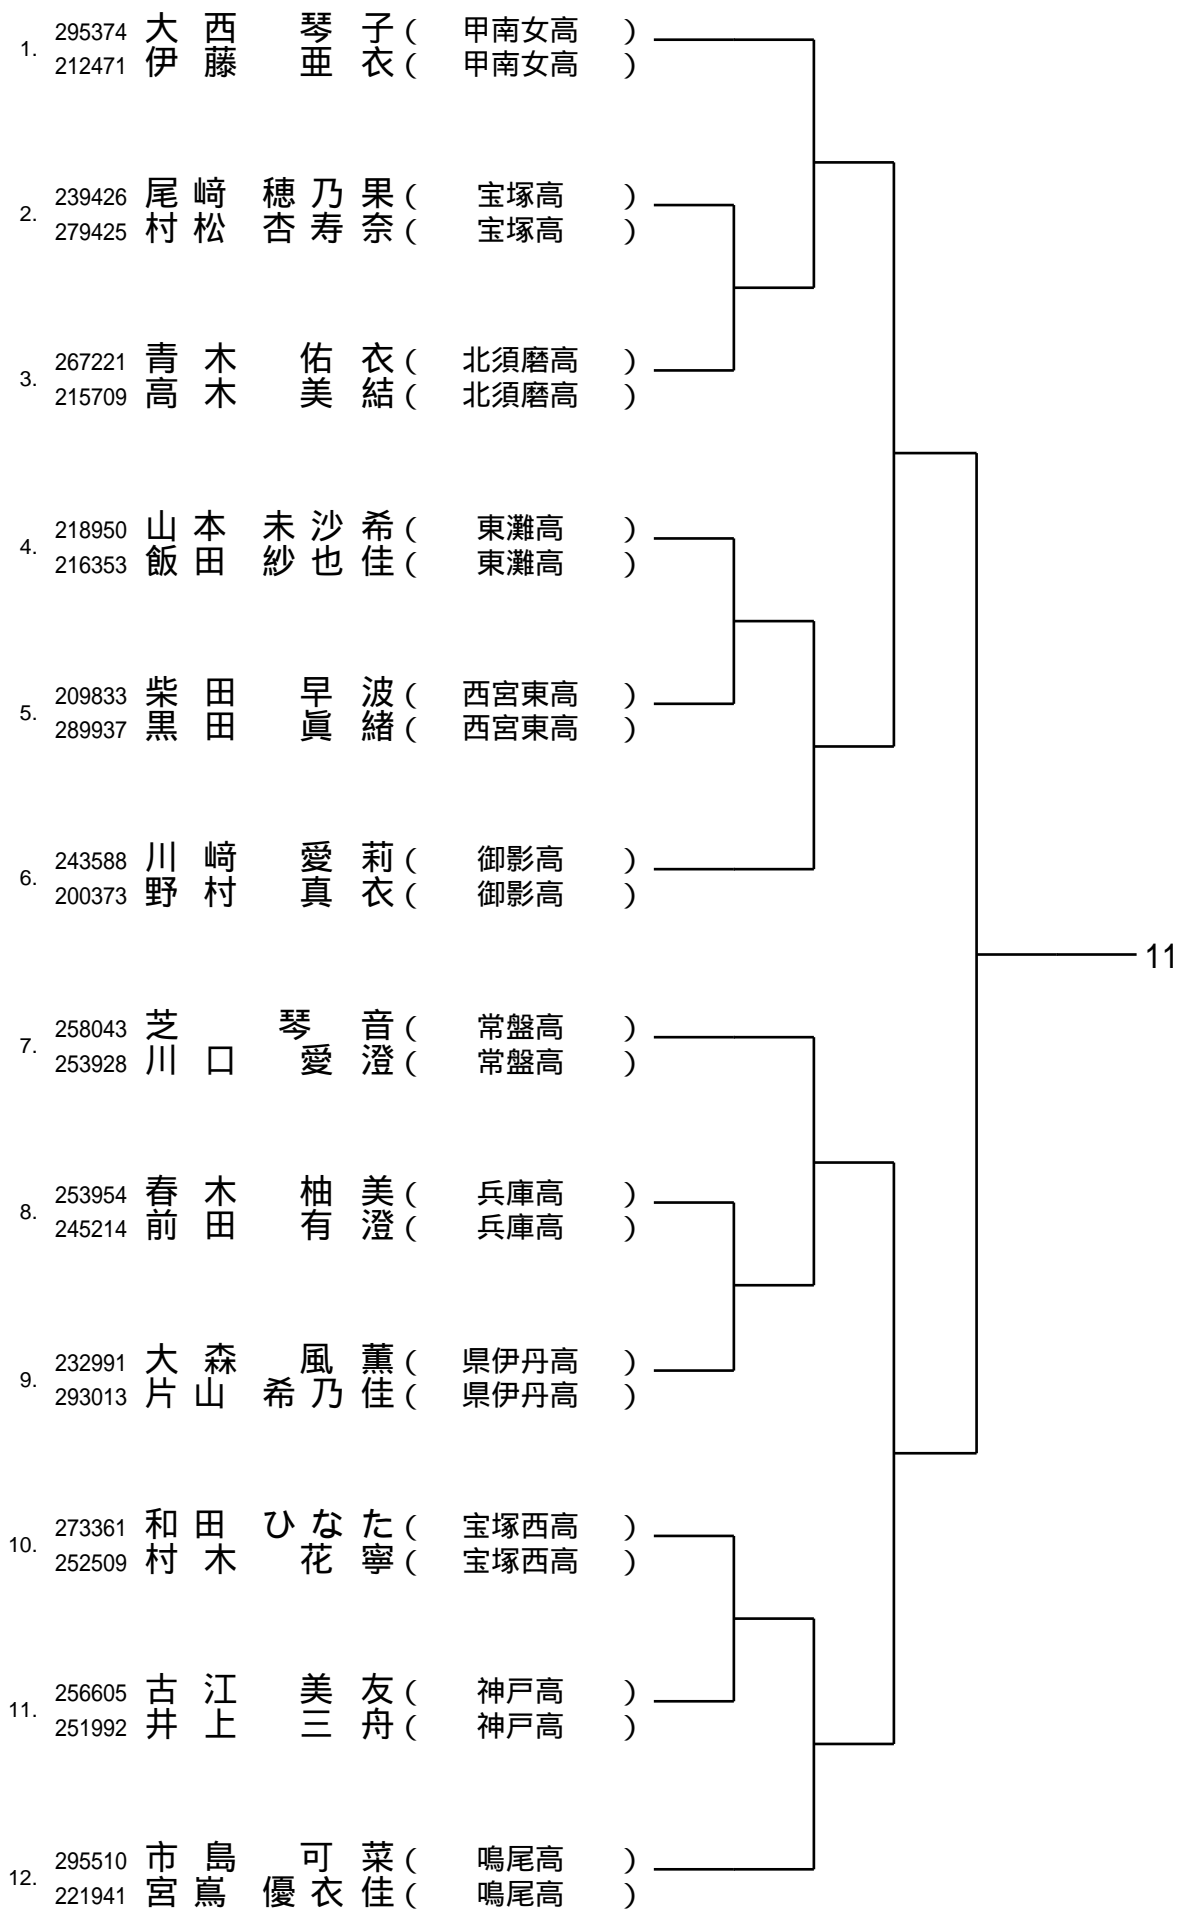 1. 295374 大西 琴子 ( 甲南女高 )
212471 伊藤 亜衣 ( 甲南女高 )
2. 239426 尾﨑 穂乃果 ( 宝塚高 )
279425 村松 杏寿奈 ( 宝塚高 )
3. 267221 青木 佑衣 ( 北須磨高 )
215709 高木 美結 ( 北須磨高 )
4. 218950 山本 未沙希 ( 東灘高 )
216353 飯田 紗也佳 ( 東灘高 )
5. 209833 柴田 早波 ( 西宮東高 )
289937 黒田 眞緒 ( 西宮東高 )
6. 243588 川﨑 愛莉 ( 御影高 )
200373 野村 真衣 ( 御影高 )
11
7. 258043 芝 琴音 ( 常盤高 )
253928 川口 愛澄 ( 常盤高 )
8. 253954 春木 柚美 ( 兵庫高 )
245214 前田 有澄 ( 兵庫高 )
9. 232991 大森 風薫 ( 県伊丹高 )
293013 片山 希乃佳 ( 県伊丹高 )
10. 273361 和田 ひなた ( 宝塚西高 )
252509 村木 花寧 ( 宝塚西高 )
11. 256605 古江 美友 ( 神戸高 )
251992 井上 三舟 ( 神戸高 )
12. 295510 市島 可菜 ( 鳴尾高 )
221941 宮嶌 優衣佳 ( 鳴尾高 )